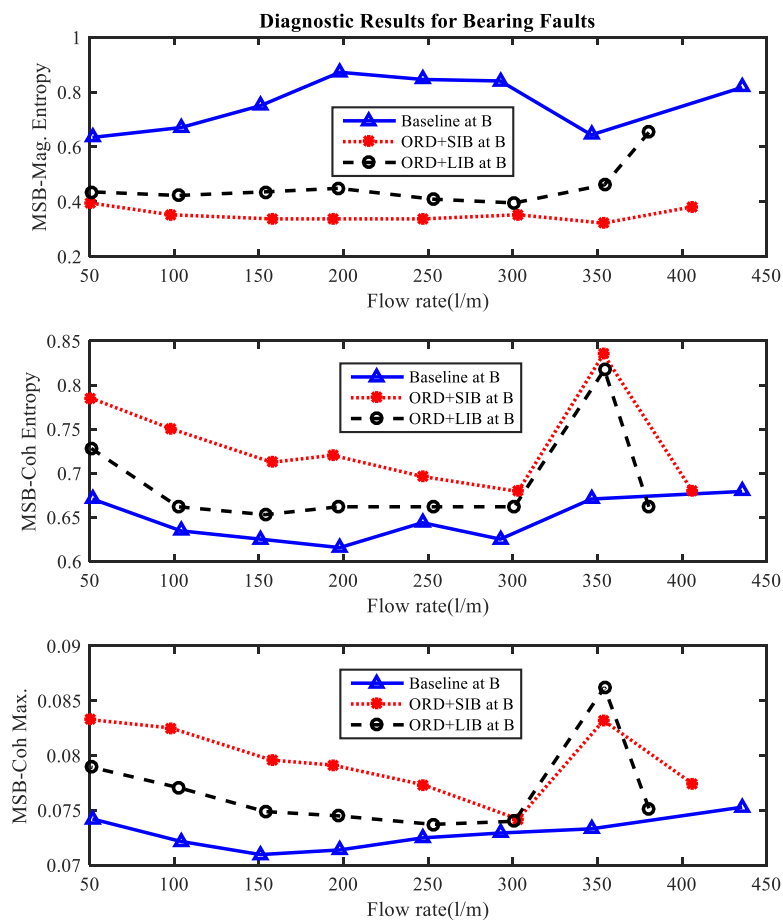 Diagnostic Results for Bearing Faults
MSB-Mag. Entropy
1
0.8
0.6
0.4
0.2
Baseline at B
ORD+SIB at B
ORD+LIB at B
50 100 150 200 250 300 350 400 450
Flow rate(l/m)
MSB-Coh Entropy
0.85
0.8
0.75
0.7
0.65
0.6
Baseline at B
ORD+SIB at B
ORD+LIB at B
50 100 150 200 250 300 350 400 450
Flow rate(l/m)
MSB-Coh Max.
0.09
0.085
0.08
0.075
0.07
Baseline at B
ORD+SIB at B
ORD+LIB at B
50 100 150 200 250 300 350 400 450
Flow rate(l/m)